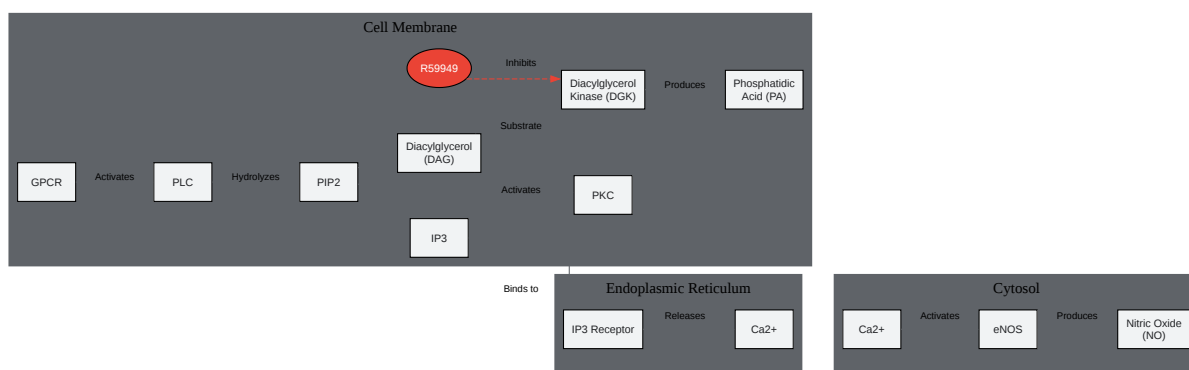 Cell Membrane
R59949
Inhibits
Diacylglycerol
Kinase (DGK)
Produces
Phosphatidic
Acid (PA)
Substrate
Diacylglycerol
(DAG)
GPCR
Activates
PLC
Hydrolyzes
PIP2
Activates
PKC
IP3
Binds to
Endoplasmic Reticulum
IP3 Receptor
Releases
Ca2+
Cytosol
Ca2+
Activates
eNOS
Produces
Nitric Oxide
(NO)